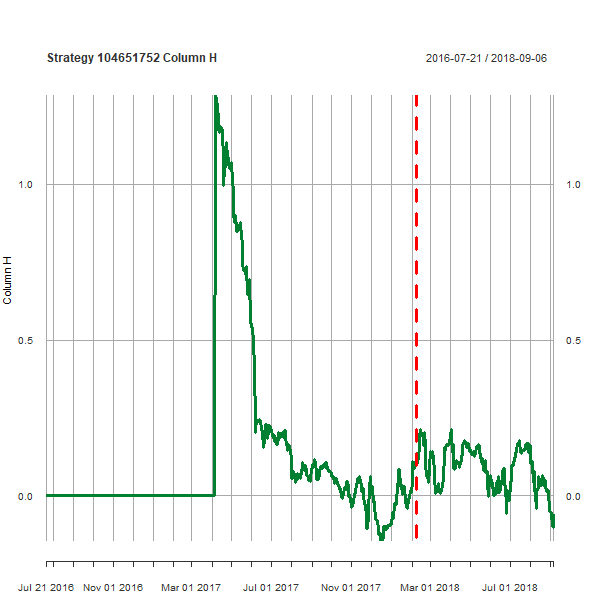 Strategy 104651752 Column H 2016-07-21 / 2018-09-06
1.0 1.0
Column H
0.5 0.5
0.0 0.0
Jul 21 2016 Nov 01 2016 Mar 01 2017 Jul 01 2017 Nov 01 2017 Mar 01 2018 Jul 01 2018